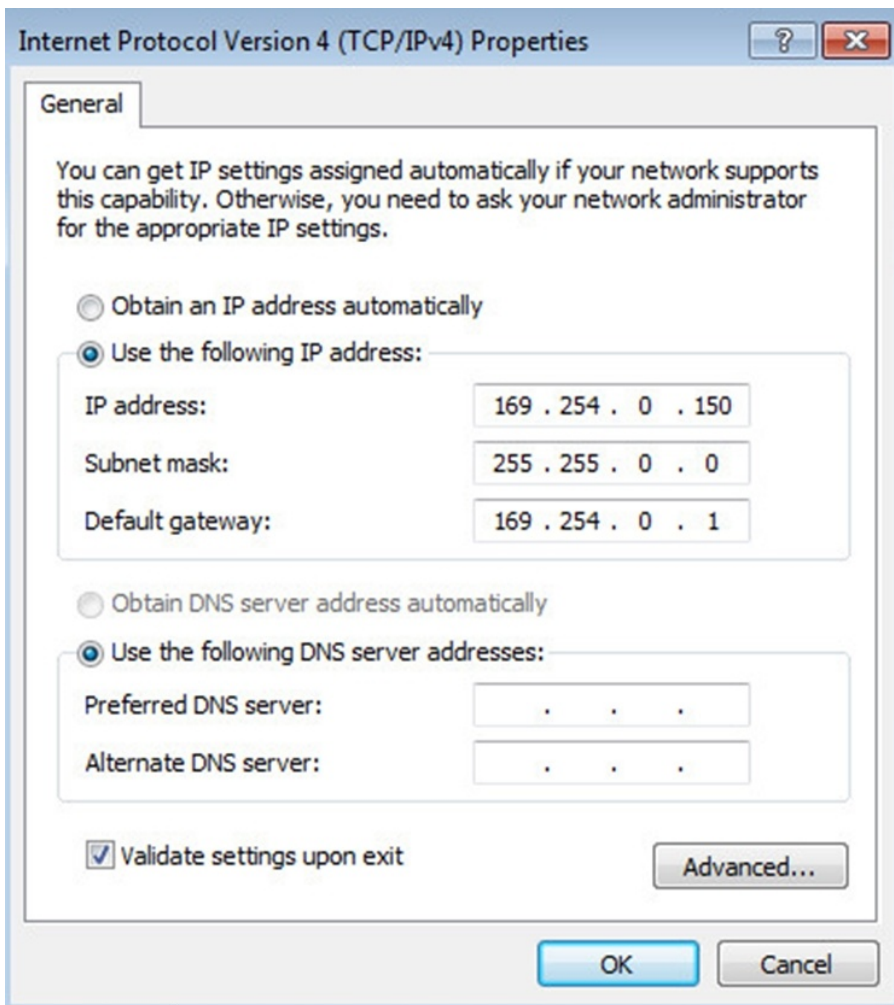 Internet Protocol Version 4 (TCP/IPv4) Properties
?
General
You can get IP settings assigned automatically if your network supports
this capability. Otherwise, you need to ask your network administrator
for the appropriate IP settings.
Obtain an IP address automatically
Use the following IP address:
IP address: 169 . 254 . 0 . 150
Subnet mask: 255 . 255 . 0 . 0
Default gateway: 169 . 254 . 0 . 1
Obtain DNS server address automatically
Use the following DNS server addresses:
Preferred DNS server: . . .
Alternate DNS server: . . .
Validate settings upon exit
Advanced...
OK Cancel